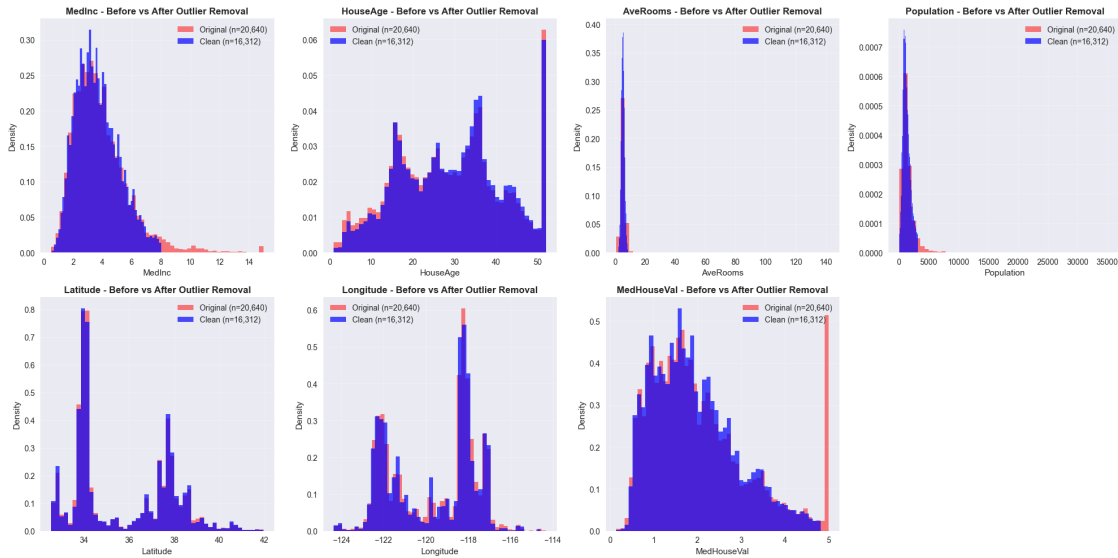 MedInc - Before vs After Outlier Removal
Original (n=20,640)
Clean (n=16,312)
Density
0.30
0.25
0.20
0.15
0.10
0.05
0.00
0 2 4 6 8 10 12 14
MedInc
HouseAge - Before vs After Outlier Removal
Original (n=20,640)
Clean (n=16,312)
Density
0.06
0.05
0.04
0.03
0.02
0.01
0.00
0 10 20 30 40 50
HouseAge
AveRooms - Before vs After Outlier Removal
Original (n=20,640)
Clean (n=16,312)
Density
0.40
0.35
0.30
0.25
0.20
0.15
0.10
0.05
0.00
0 20 40 60 80 100 120 140
AveRooms
Population - Before vs After Outlier Removal
Original (n=20,640)
Clean (n=16,312)
Density
0.0007
0.0006
0.0005
0.0004
0.0003
0.0002
0.0001
0.0000
0 5000 10000 15000 20000 25000 30000 35000
Population
Latitude - Before vs After Outlier Removal
Original (n=20,640)
Clean (n=16,312)
Density
0.8
0.7
0.6
0.5
0.4
0.3
0.2
0.1
0.0
34 36 38 40 42
Latitude
Longitude - Before vs After Outlier Removal
Original (n=20,640)
Clean (n=16,312)
Density
0.6
0.5
0.4
0.3
0.2
0.1
0.0
−124 −122 −120 −118 −116 −114
Longitude
MedHouseVal - Before vs After Outlier Removal
Original (n=20,640)
Clean (n=16,312)
Density
0.5
0.4
0.3
0.2
0.1
0.0
0 1 2 3 4 5
MedHouseVal